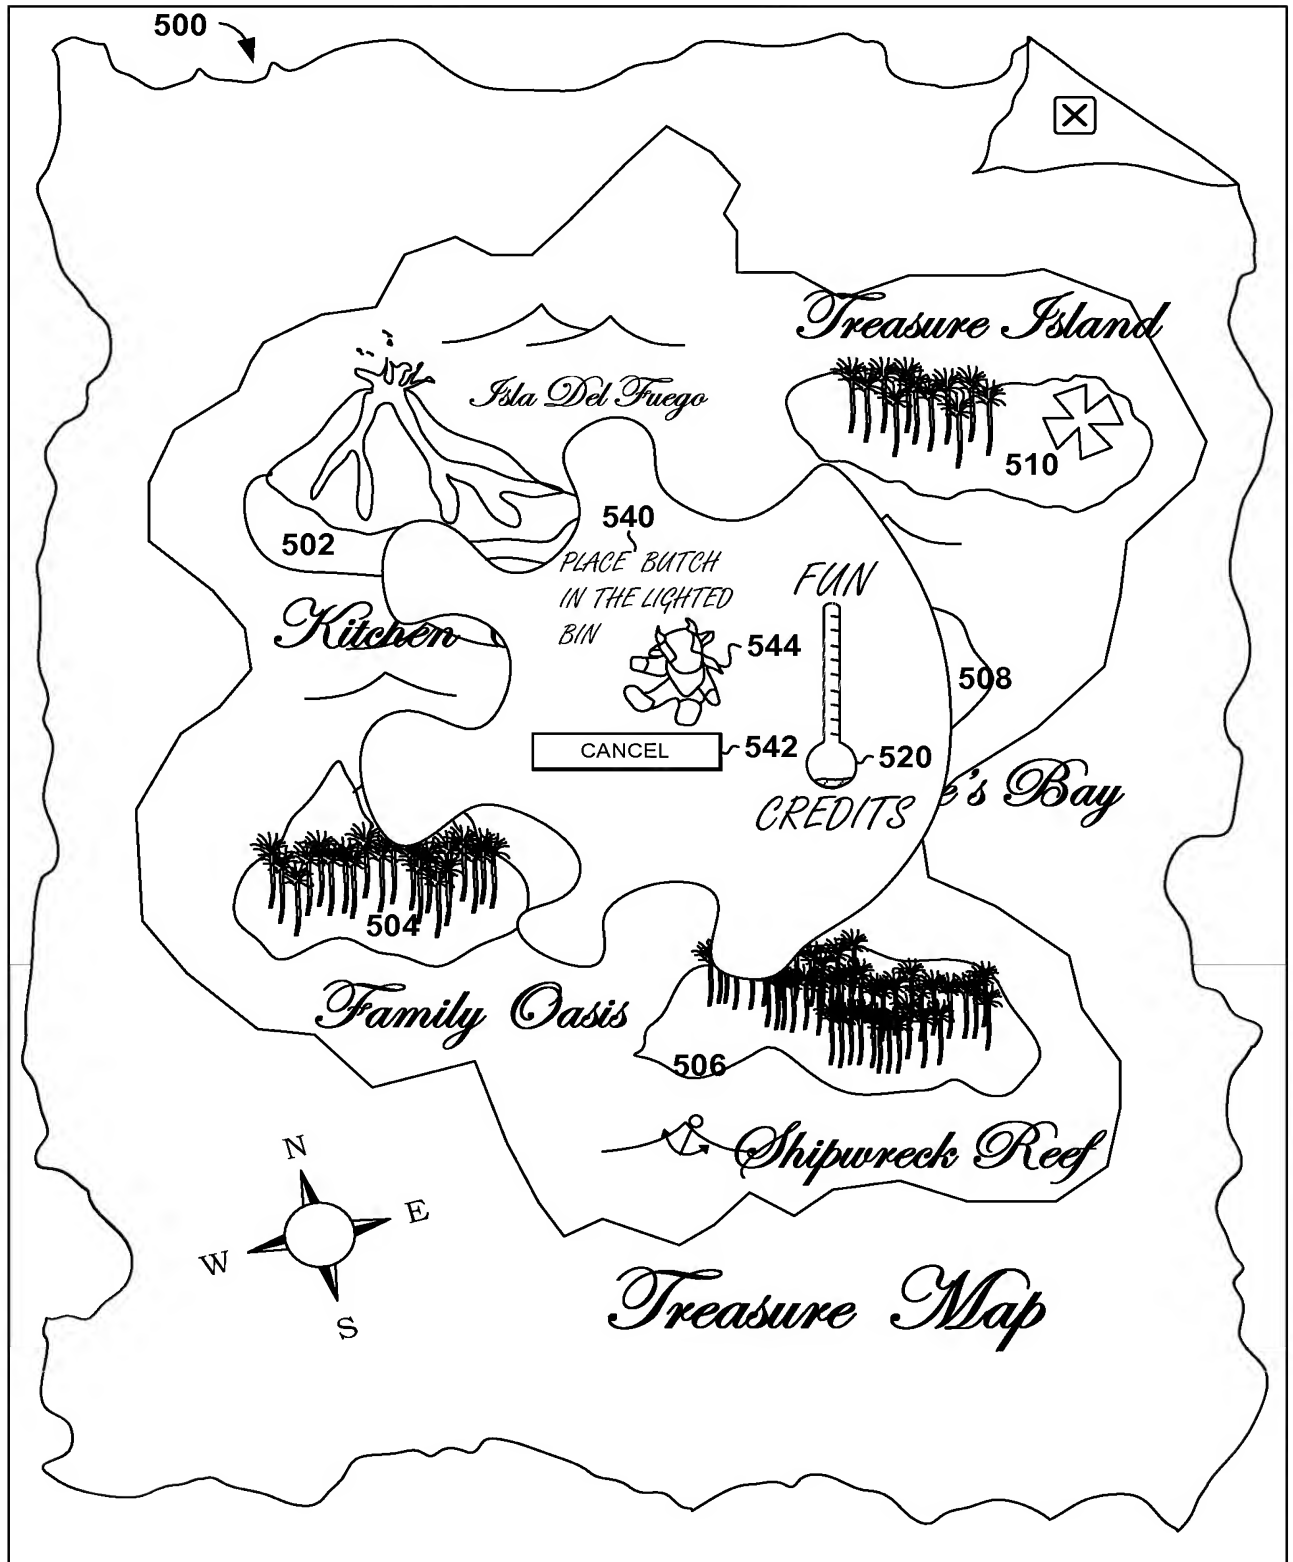 500
Treasure Island
Isla Del Fuego
510
540
502
PLACE BUTCH
IN THE LIGHTED
BIN
FUN
Kitchen
544
508
CANCEL
542
520
's Bay
CREDITS
504
Family Oasis
506
Shipwreck Reef
N
E
W
S
Treasure Map